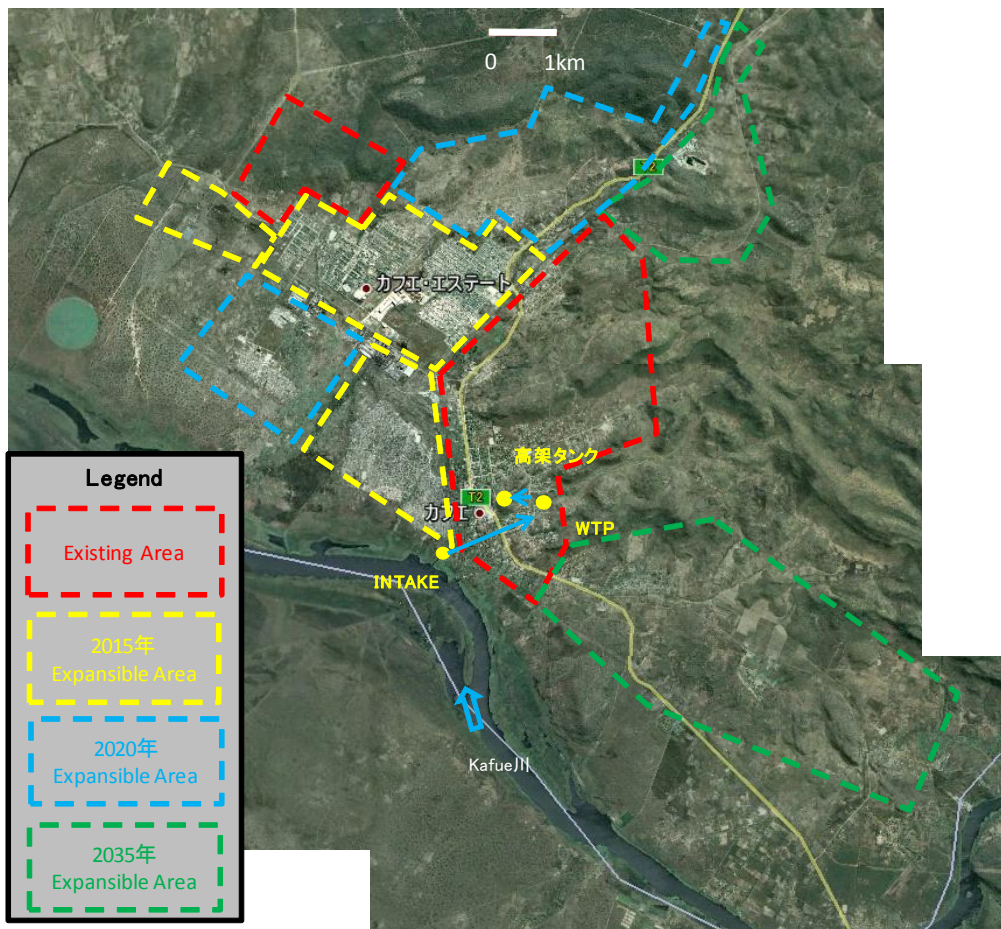 0 1km
T2
カフエ・エステート
高架タンク
T2
カフエ
WTP
INTAKE
Kafue川
Legend
Existing Area
2015年
Expansible Area
2020年
Expansible Area
2035年
Expansible Area